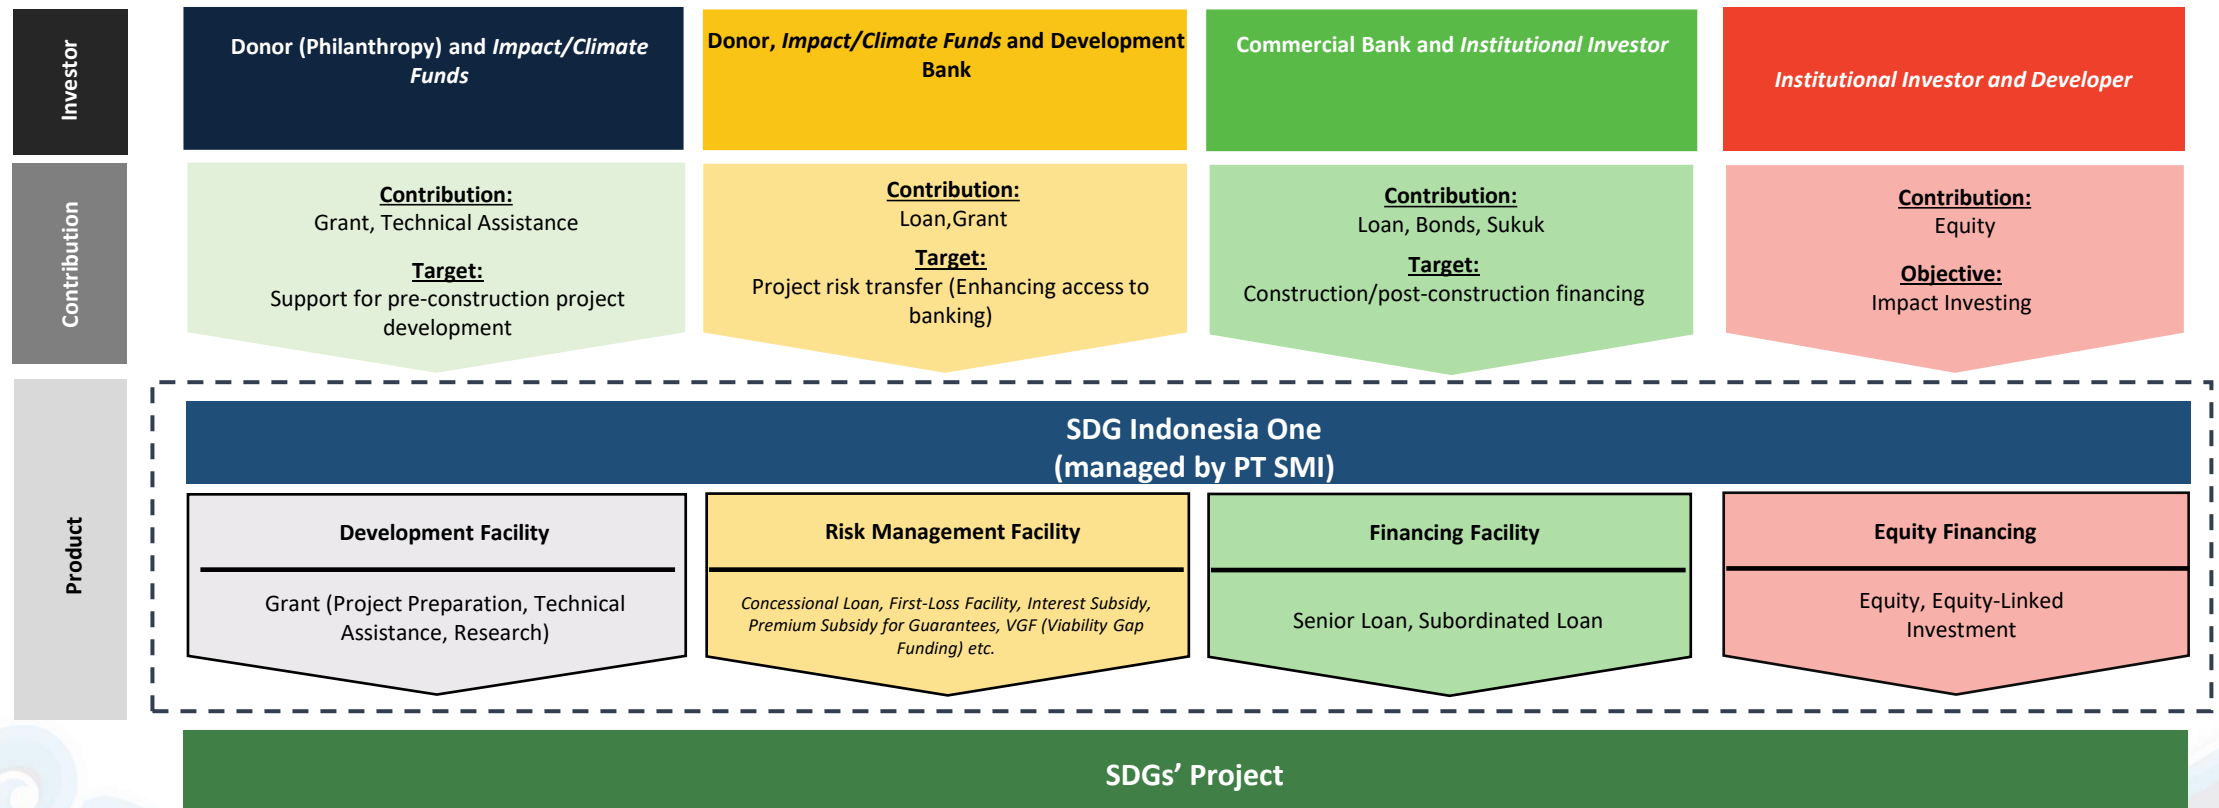 Investor
Donor (Philanthropy) and Impact/Climate
Funds
Donor, Impact/Climate Funds and Development
Bank
Commercial Bank and Institutional Investor
Institutional Investor and Developer
Contribution
Contribution:
Grant, Technical Assistance
Target:
Support for pre-construction project
development
Contribution:
Loan,Grant
Target:
Project risk transfer (Enhancing access to
banking)
Contribution:
Loan, Bonds, Sukuk
Target:
Construction/post-construction financing
Contribution:
Equity
Objective:
Impact Investing
Product
SDG Indonesia One
(managed by PT SMI)
Development Facility
Grant (Project Preparation, Technical
Assistance, Research)
Risk Management Facility
Concessional Loan, First-Loss Facility, Interest Subsidy,
Premium Subsidy for Guarantees, VGF (Viability Gap
Funding) etc.
Financing Facility
Senior Loan, Subordinated Loan
Equity Financing
Equity, Equity-Linked
Investment
SDGs’ Project